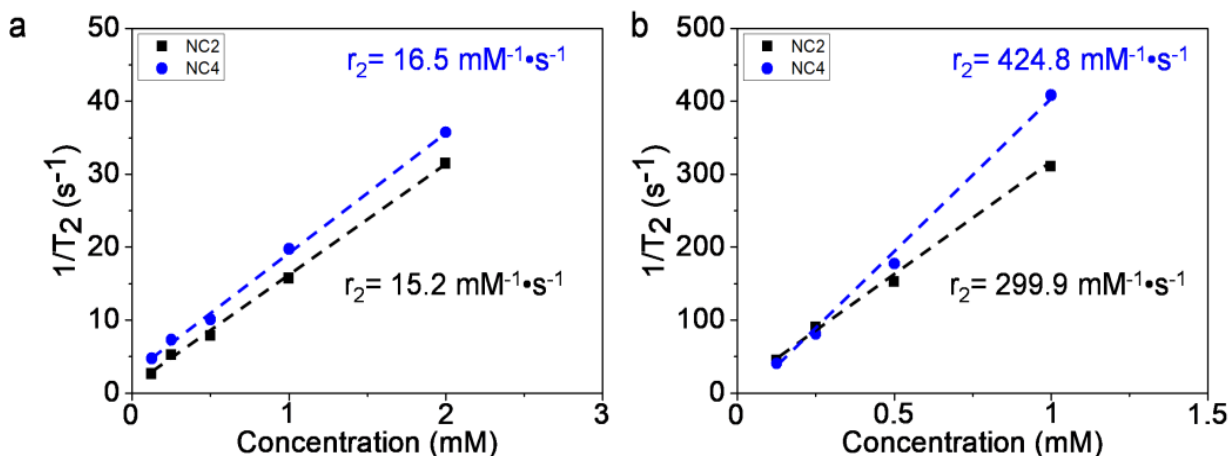 a
NC2
NC4
r₂= 16.5 mM⁻¹•s⁻¹
r₂= 15.2 mM⁻¹•s⁻¹
1/T₂ (s⁻¹)
50
40
30
20
10
0
0
1
2
3
Concentration (mM)
b
NC2
NC4
r₂= 424.8 mM⁻¹•s⁻¹
r₂= 299.9 mM⁻¹•s⁻¹
1/T₂ (s⁻¹)
500
400
300
200
100
0
0
0.5
1
1.5
Concentration (mM)